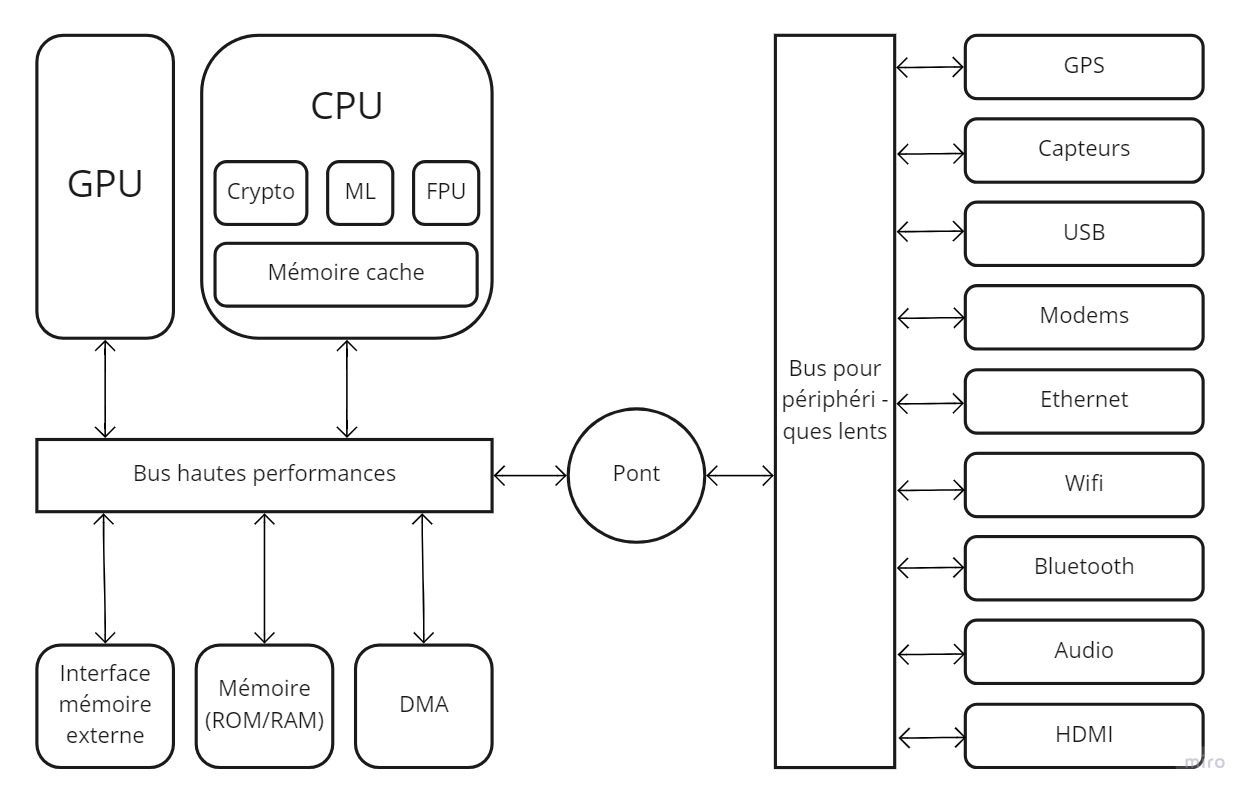 GPU
CPU
Crypto
ML
FPU
Mémoire cache
Bus hautes performances
Pont
Interface
mémoire
externe
Mémoire
(ROM/RAM)
DMA
Bus pour
périphéri -
ques lents
GPS
Capteurs
USB
Modems
Ethernet
Wifi
Bluetooth
Audio
HDMI
miro